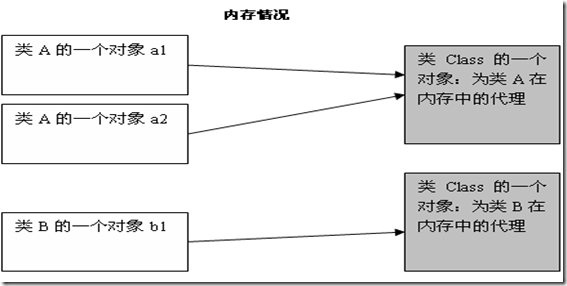 内存情况
类 A 的一个对象 a1
类 A 的一个对象 a2
类 B 的一个对象 b1
类 Class 的一个
对象：为类 A 在
内存中的代理
类 Class 的一个
对象：为类 B 在
内存中的代理